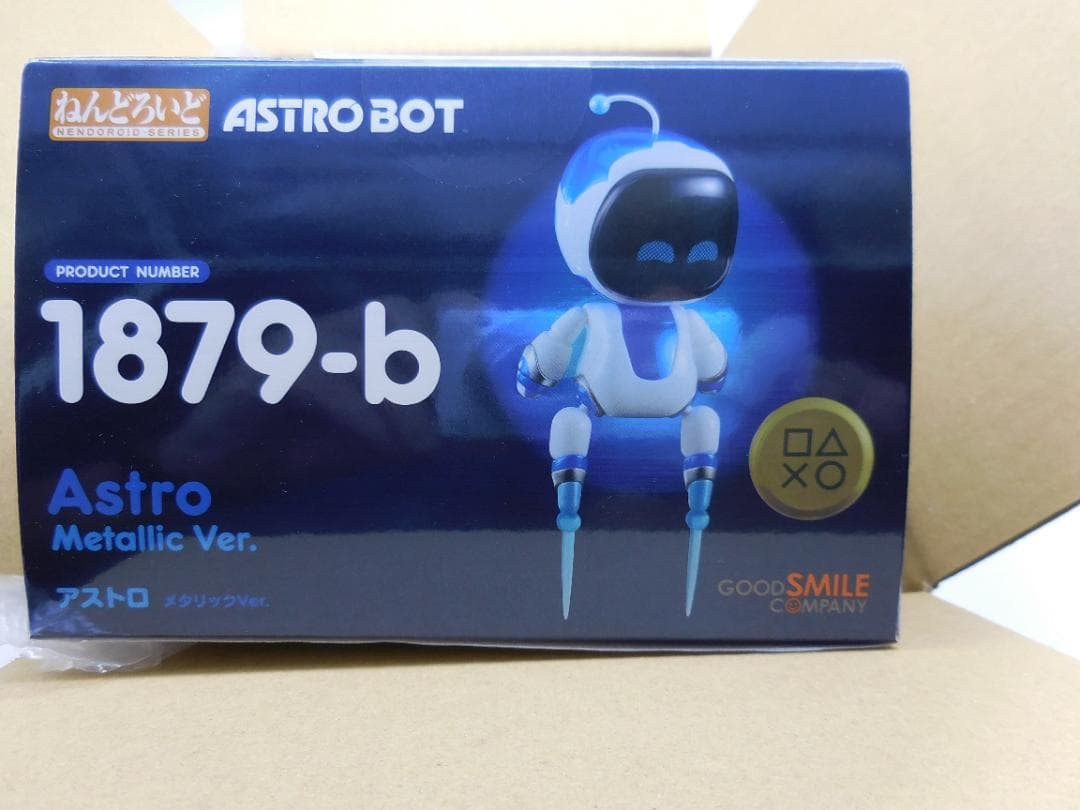 ねんどろいど
NENDOROID SERIES
ASTRO BOT
PRODUCT NUMBER
1879-b
Astro
Metallic Ver.
アストロ メタリックVer.
GOOD SMILE
COMPANY